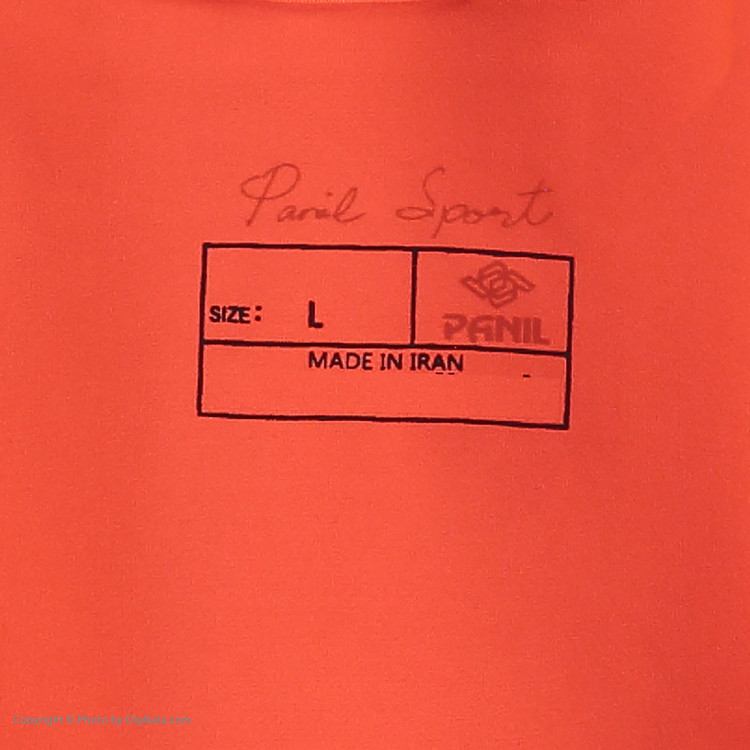 Panil Sport
SIZE: L
PANIL
MADE IN IRAN
Copyright © Photo by Digikala.com